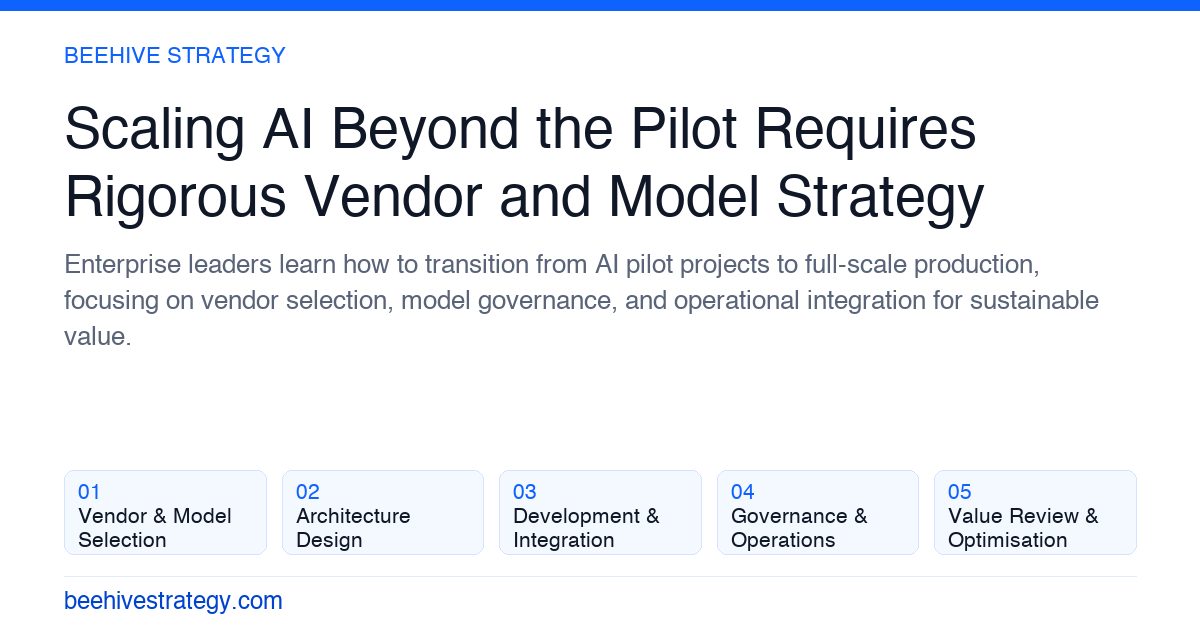 BEEHIVE STRATEGY
Scaling AI Beyond the Pilot Requires
Rigorous Vendor and Model Strategy
Enterprise leaders learn how to transition from AI pilot projects to full-scale production,
focusing on vendor selection, model governance, and operational integration for sustainable
value.
01
Vendor & Model
Selection
02
Architecture
Design
03
Development &
Integration
04
Governance &
Operations
05
Value Review &
Optimisation
beehivestrategy.com